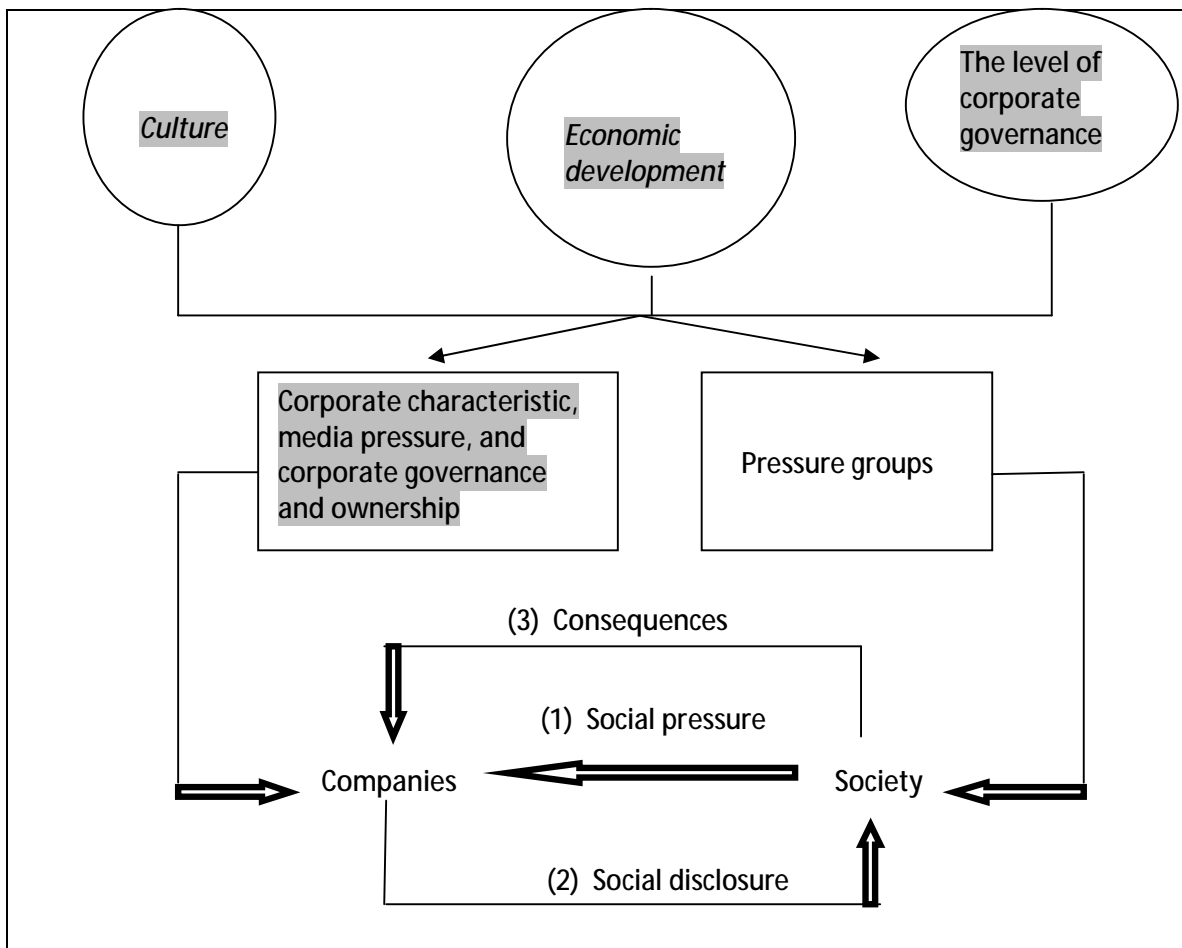 Culture
Economic
development
The level of
corporate
governance
Corporate characteristic,
media pressure, and
corporate governance
and ownership
Pressure groups
(3) Consequences
(1) Social pressure
Companies
Society
(2) Social disclosure